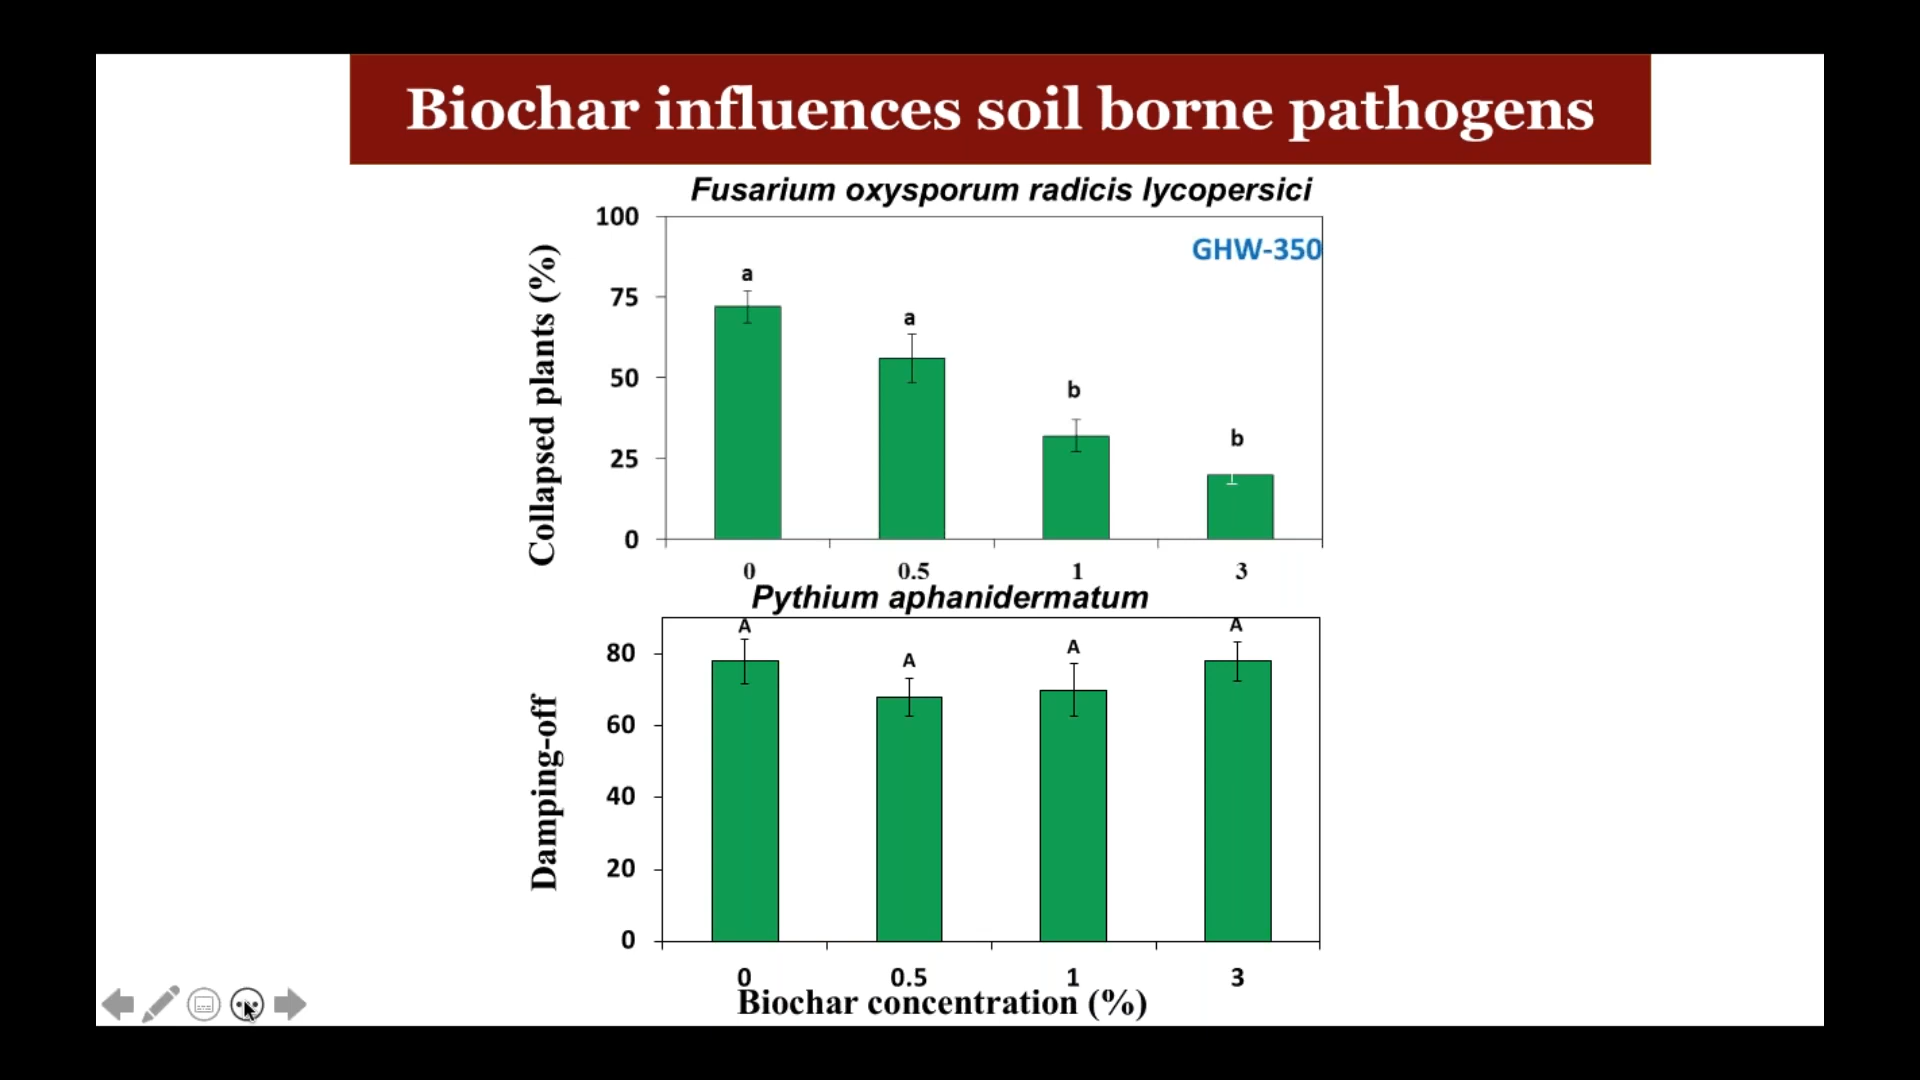 Biochar influences soil borne pathogens
Fusarium oxysporum radicis lycopersici
GHW-350
Collapsed plants (%)
100
75
50
25
0
a
a
b
b
0 0.5 1 3
Pythium aphanidermatum
Damping-off
80
60
40
20
0
A
A
A
A
0 0.5 1 3
Biochar concentration (%)